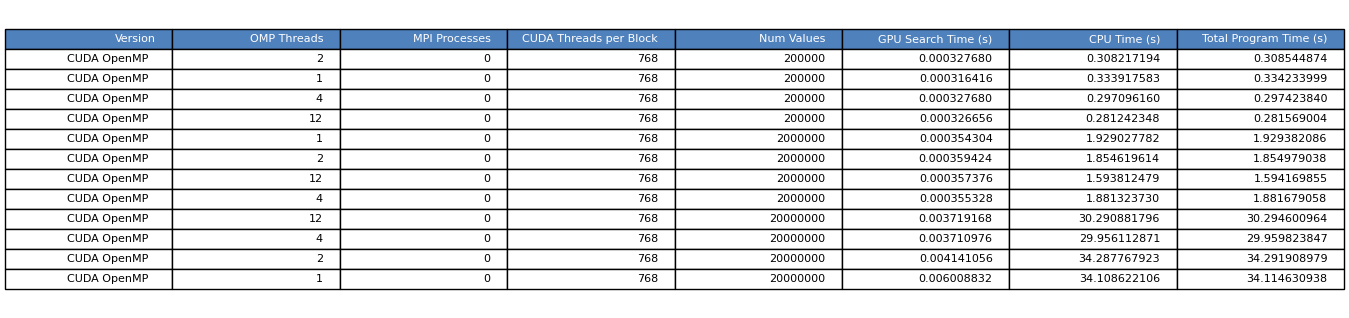 Version OMP Threads MPI Processes CUDA Threads per Block Num Values GPU Search Time (s) CPU Time (s) Total Program Time (s)
CUDA OpenMP 2 0 768 200000 0.000327680 0.308217194 0.308544874
CUDA OpenMP 1 0 768 200000 0.000316416 0.333917583 0.334233999
CUDA OpenMP 4 0 768 200000 0.000327680 0.297096160 0.297423840
CUDA OpenMP 12 0 768 200000 0.000326656 0.281242348 0.281569004
CUDA OpenMP 1 0 768 2000000 0.000354304 1.929027782 1.929382086
CUDA OpenMP 2 0 768 2000000 0.000359424 1.854619614 1.854979038
CUDA OpenMP 12 0 768 2000000 0.000357376 1.593812479 1.594169855
CUDA OpenMP 4 0 768 2000000 0.000355328 1.881323730 1.881679058
CUDA OpenMP 12 0 768 20000000 0.003719168 30.290881796 30.294600964
CUDA OpenMP 4 0 768 20000000 0.003710976 29.956112871 29.959823847
CUDA OpenMP 2 0 768 20000000 0.004141056 34.287767923 34.291908979
CUDA OpenMP 1 0 768 20000000 0.006008832 34.108622106 34.114630938